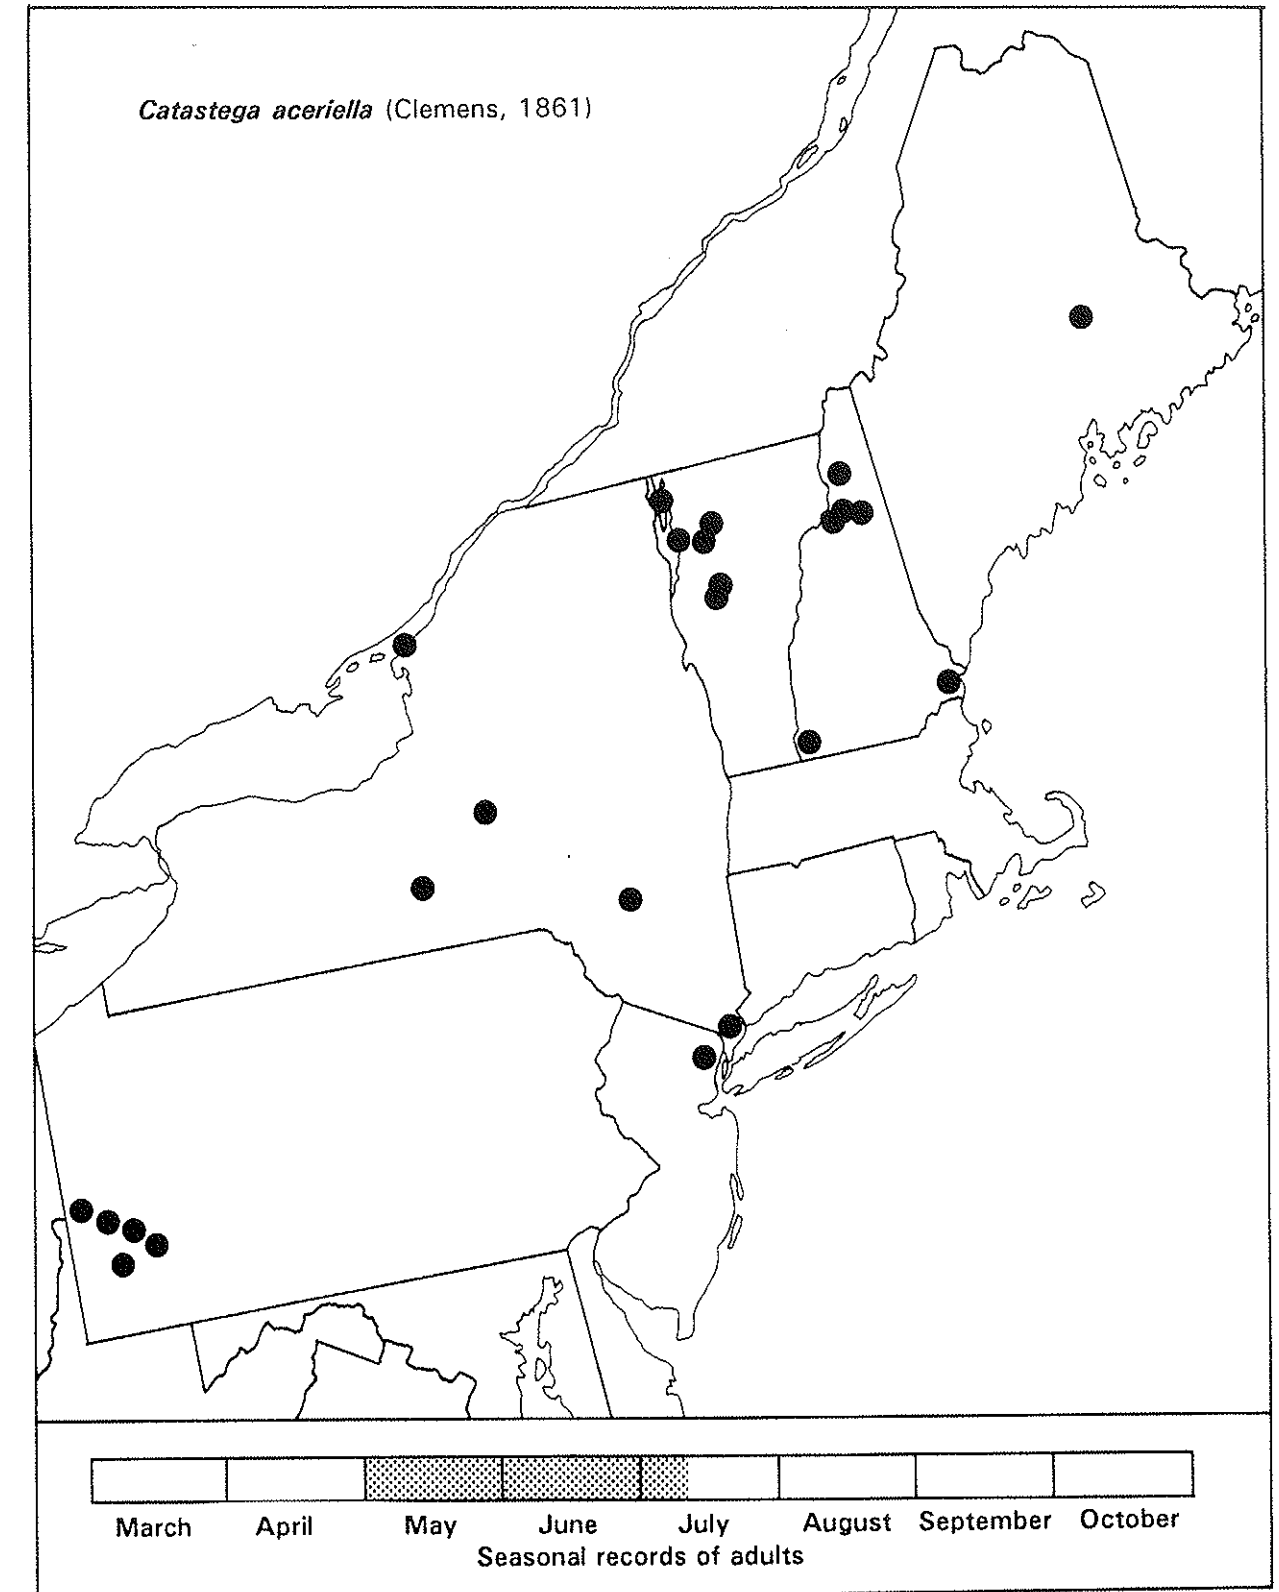 Catastega aceriella (Clemens, 1861)
March April May June July August September October
Seasonal records of adults